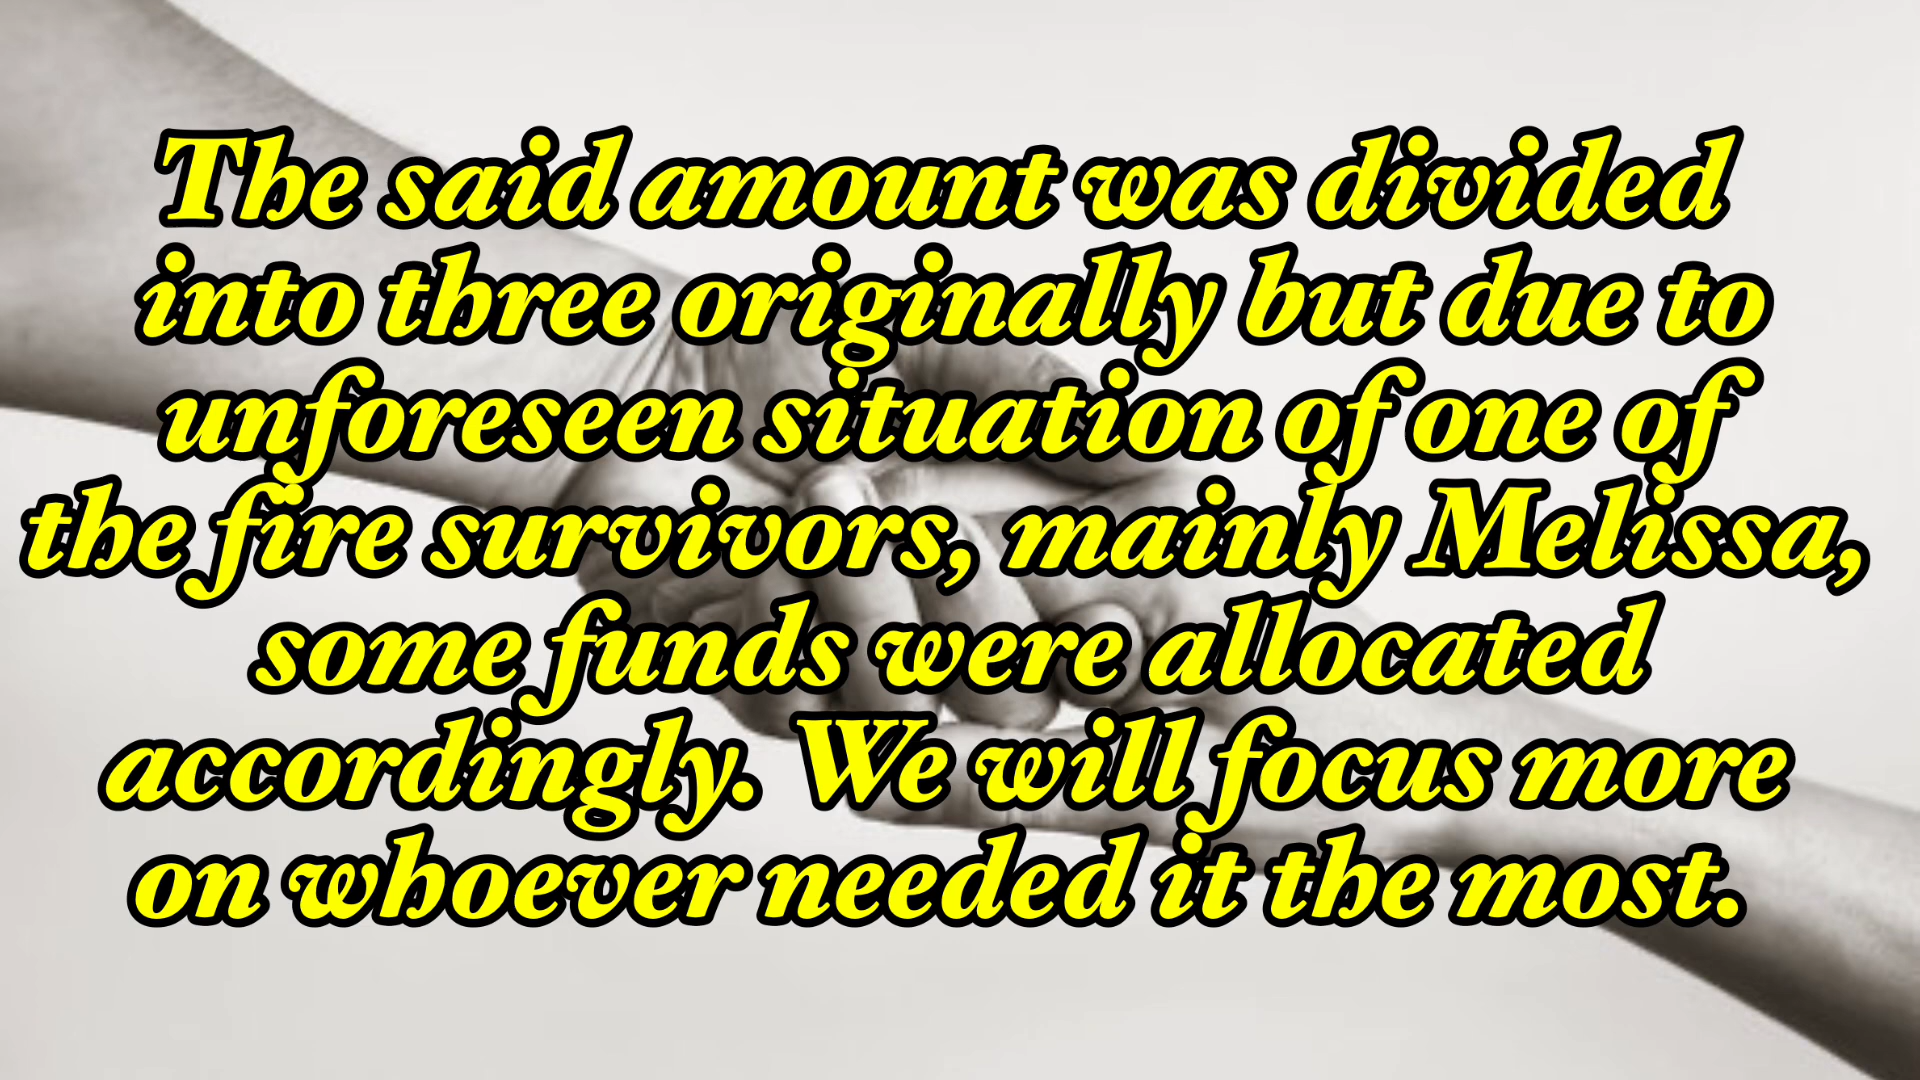 The said amount was divided
into three originally but due to
unforeseen situation of one of
the fire survivors, mainly Melissa,
some funds were allocated
accordingly. We will focus more
on whoever needed it the most.